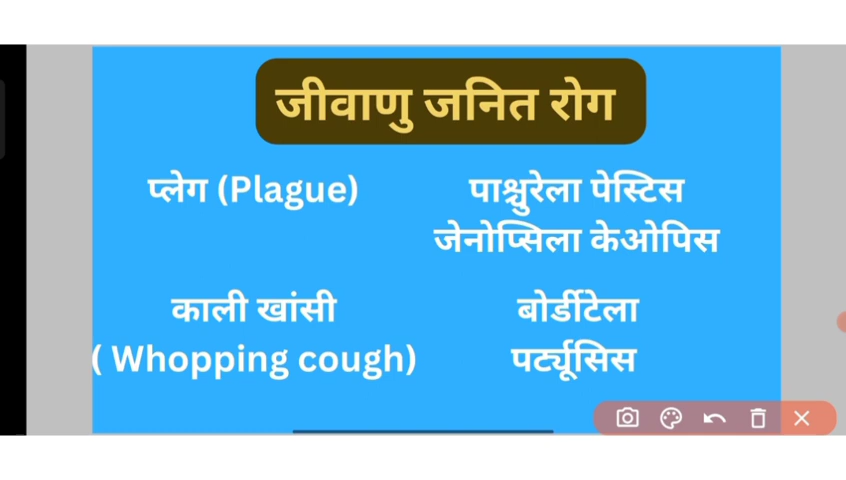 जीवाणु जनित रोग
प्लेग (Plague)
पाश्चुरेला पेस्टिस
जेनोप्सिला केओपिस
काली खांसी
( Whopping cough)
बोर्डीटेला
पर्ट्यूसिस